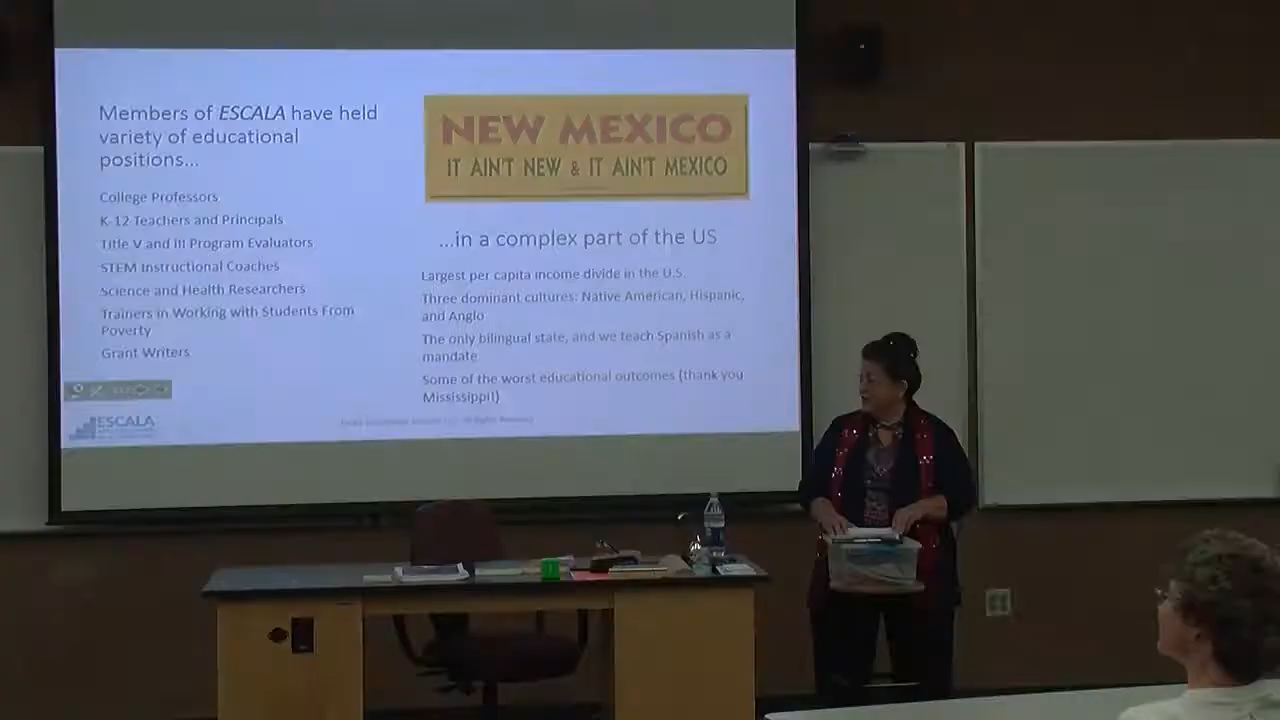 Members of ESCALA have held
variety of educational
positions...
College Professors
K-12 Teachers and Principals
Title V and III Program Evaluators
STEM Instructional Coaches
Science and Health Researchers
Trainers in Working with Students From
Poverty
Grant Writers
ESCALA
NEW MEXICO
IT AIN'T NEW & IT AIN'T MEXICO
...in a complex part of the US
Largest per capita income divide in the U.S.
Three dominant cultures: Native American, Hispanic,
and Anglo
The only bilingual state, and we teach Spanish as a
mandate
Some of the worst educational outcomes (thank you
Mississippi!)